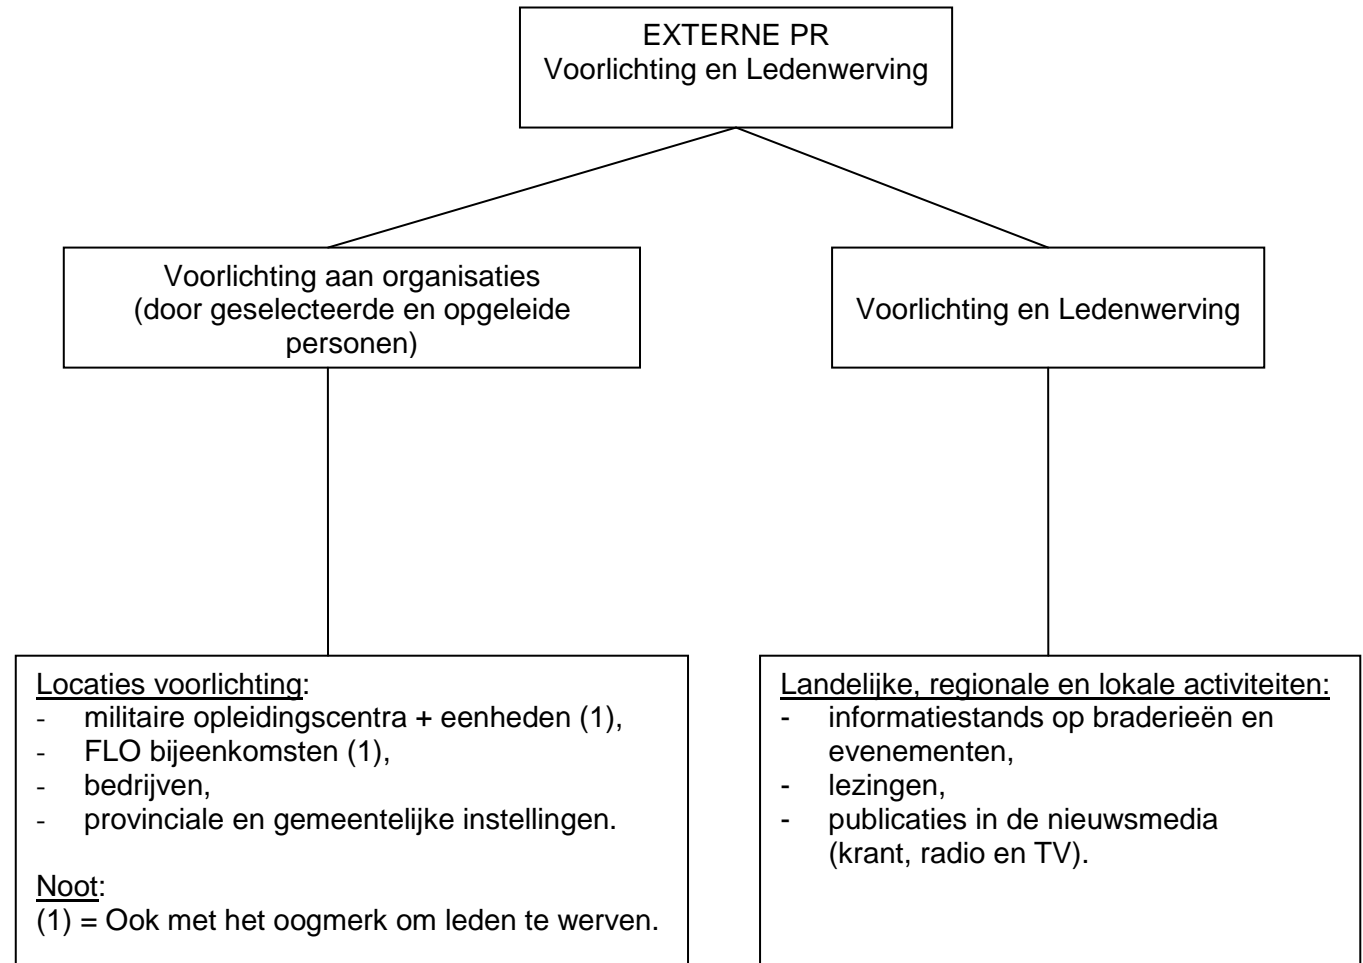 EXTERNE PR
Voorlichting en Ledenwerving
Voorlichting aan organisaties
(door geselecteerde en opgeleide
personen)
Voorlichting en Ledenwerving
Locaties voorlichting:
- militaire opleidingscentra + eenheden (1),
- FLO bijeenkomsten (1),
- bedrijven,
- provinciale en gemeentelijke instellingen.
Noot:
(1) = Ook met het oogmerk om leden te werven.
Landelijke, regionale en lokale activiteiten:
- informatiestands op braderieën en
evenementen,
- lezingen,
- publicaties in de nieuwsmedia
(krant, radio en TV).